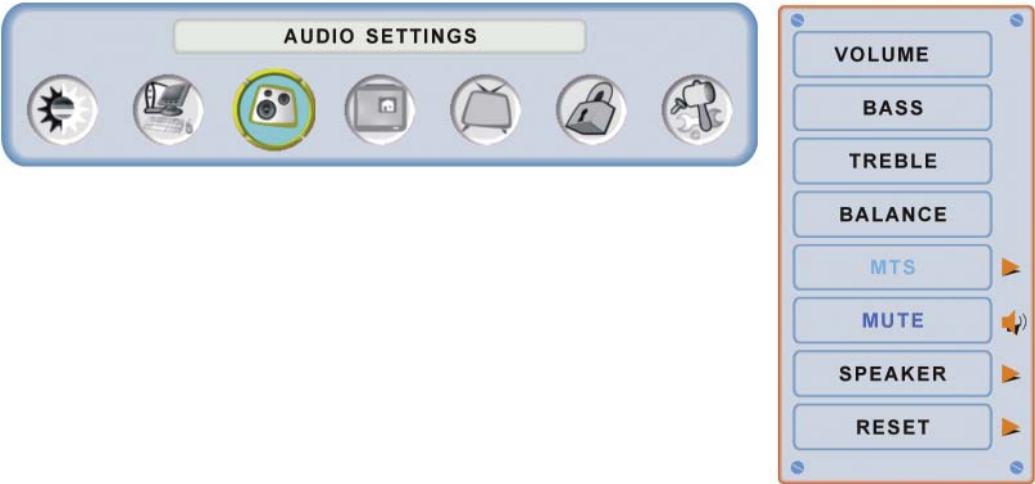 AUDIO SETTINGS
VOLUME
BASS
TREBLE
BALANCE
MTS
MUTE
SPEAKER
RESET